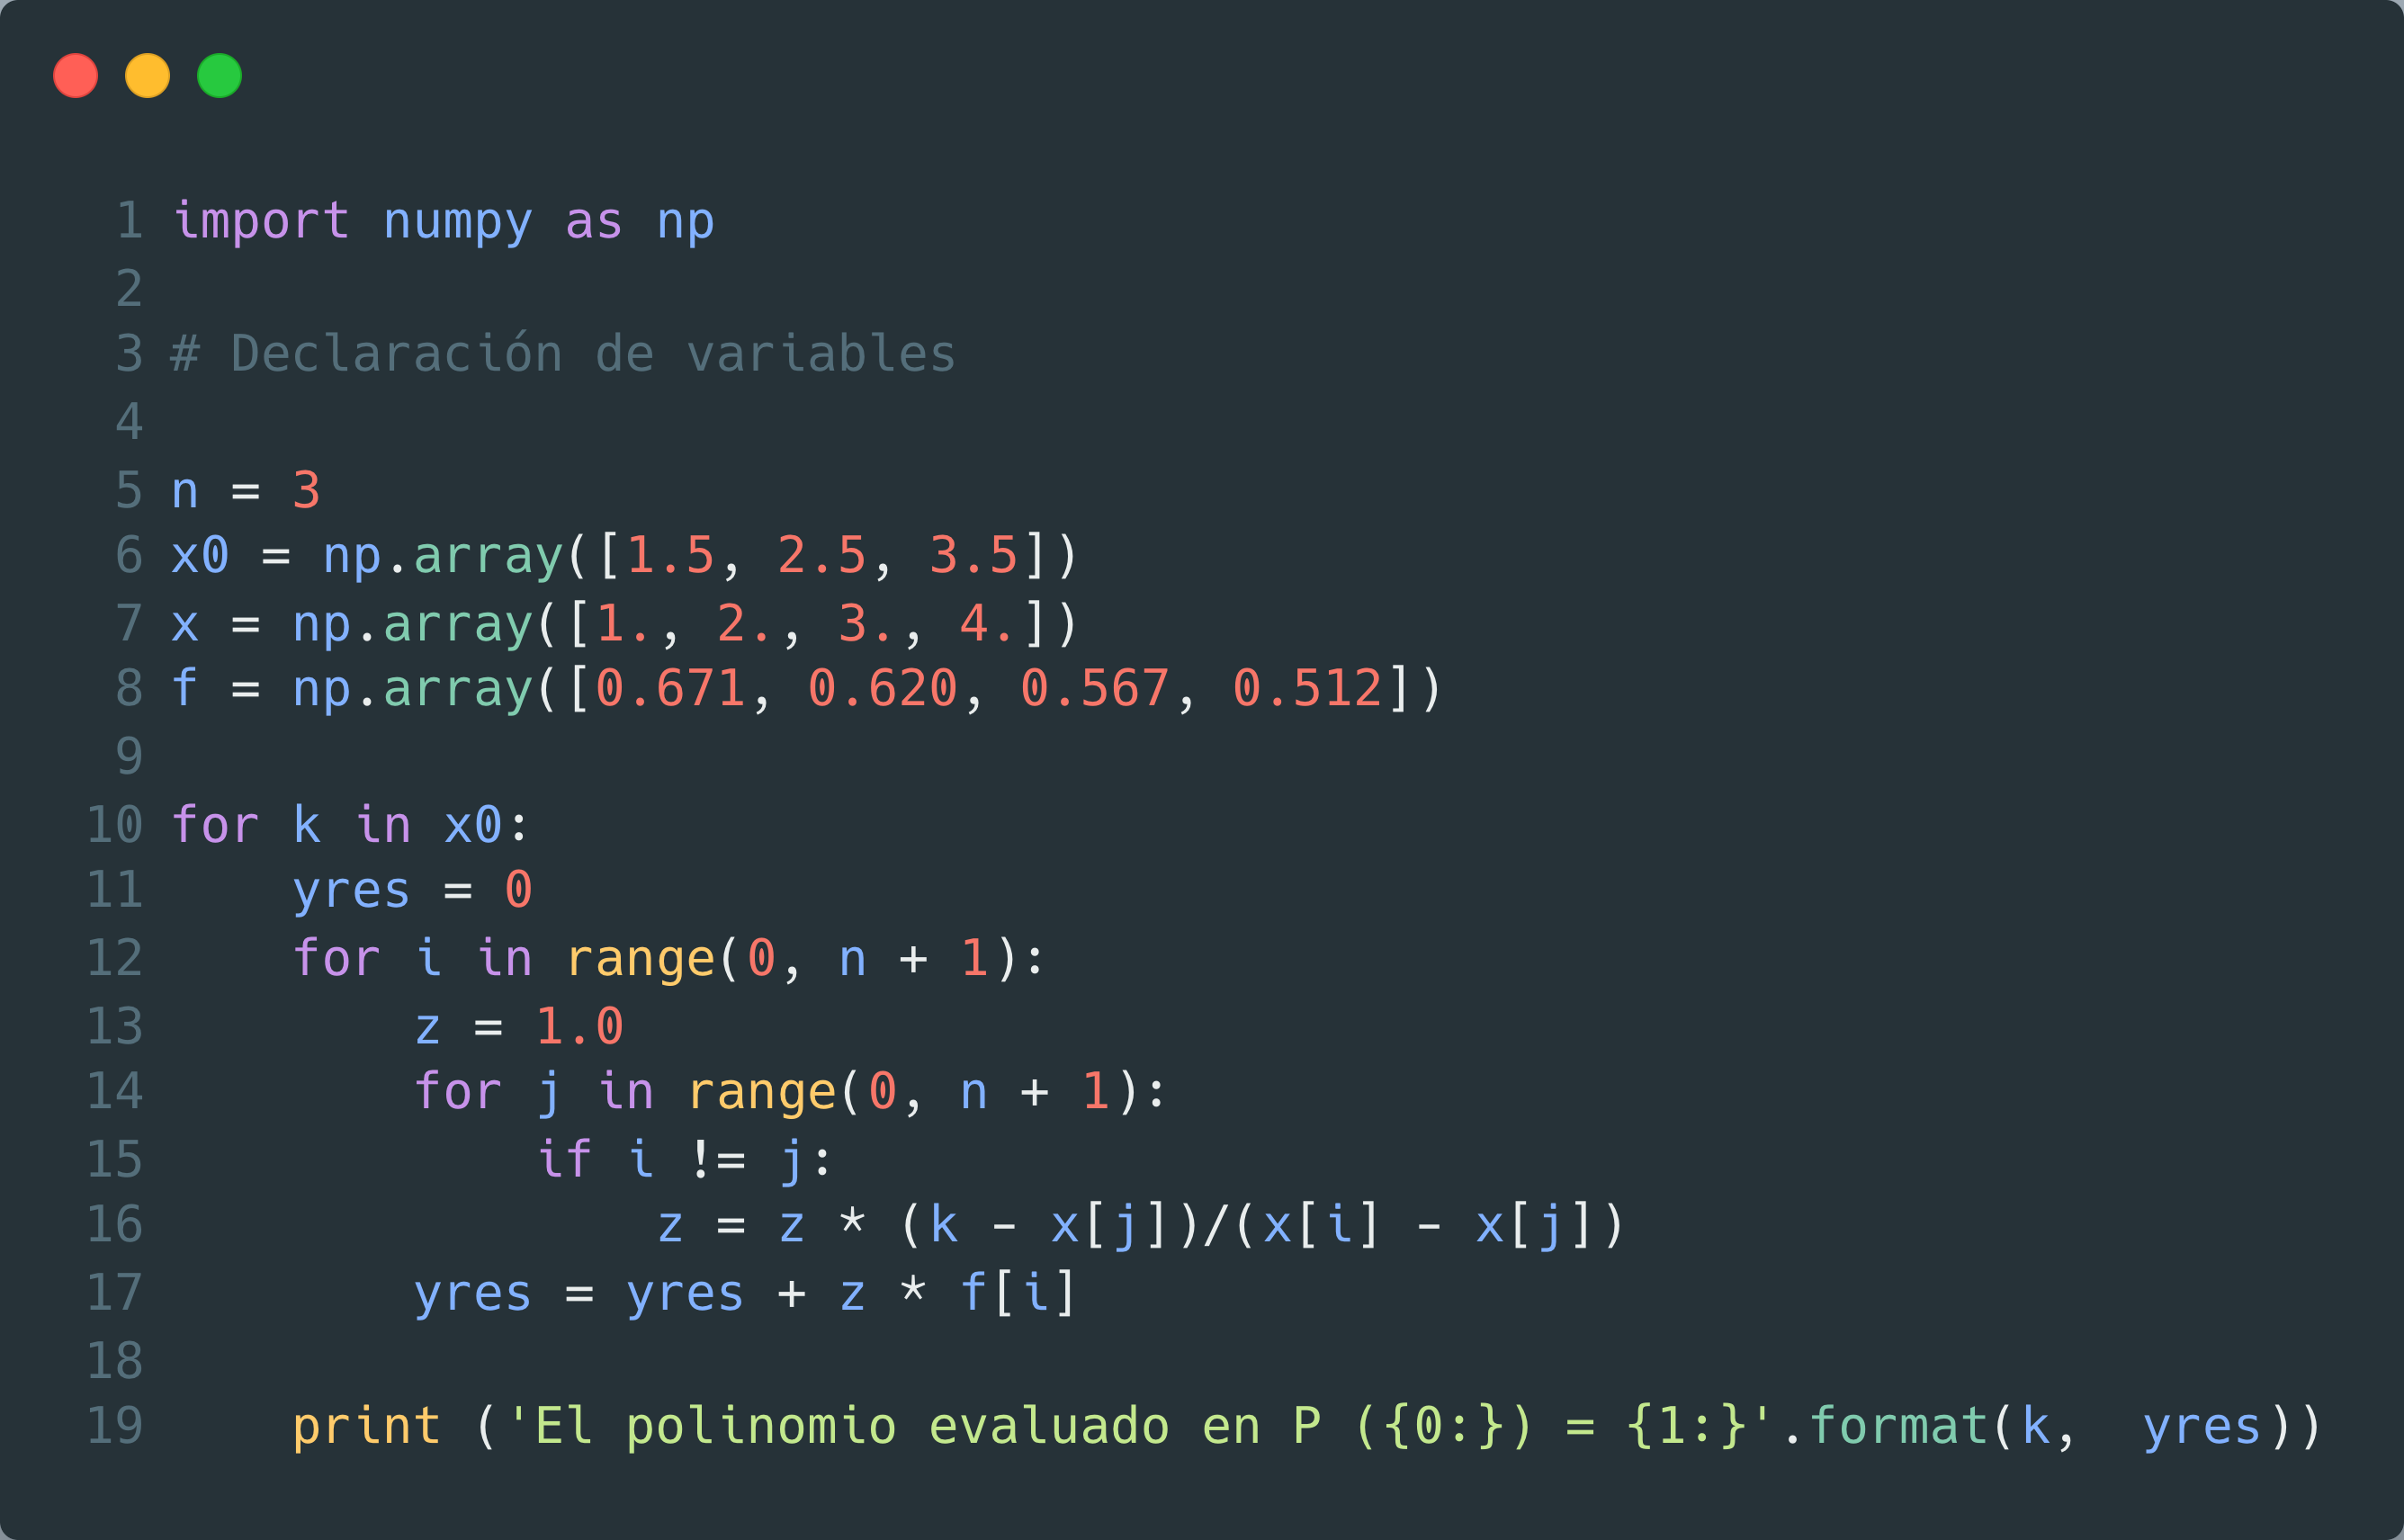 1 import numpy as np
2
3 # Declaración de variables
4
5 n = 3
6 x0 = np.array([1.5, 2.5, 3.5])
7 x = np.array([1., 2., 3., 4.])
8 f = np.array([0.671, 0.620, 0.567, 0.512])
9
10 for k in x0:
11     yres = 0
12     for i in range(0, n + 1):
13         z = 1.0
14         for j in range(0, n + 1):
15             if i != j:
16                 z = z * (k - x[j])/(x[i] - x[j])
17         yres = yres + z * f[i]
18
19     print ('El polinomio evaluado en P ({0:}) = {1:}'.format(k,  yres))